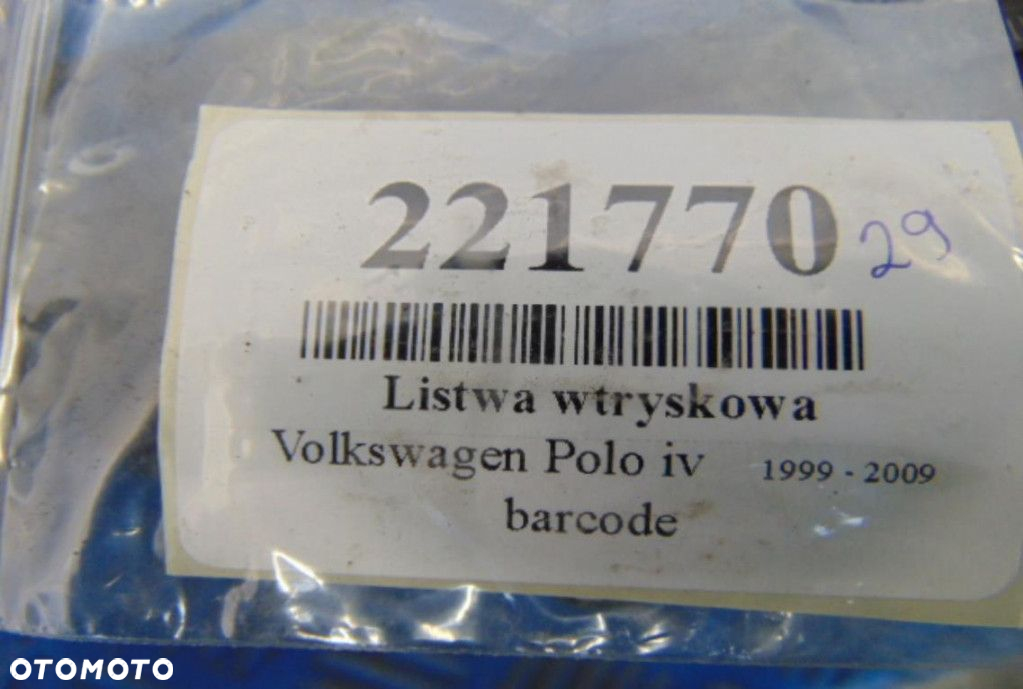 221770 29
Listwa wtryskowa
Volkswagen Polo iv 1999 - 2009
barcode
OTOMOTO